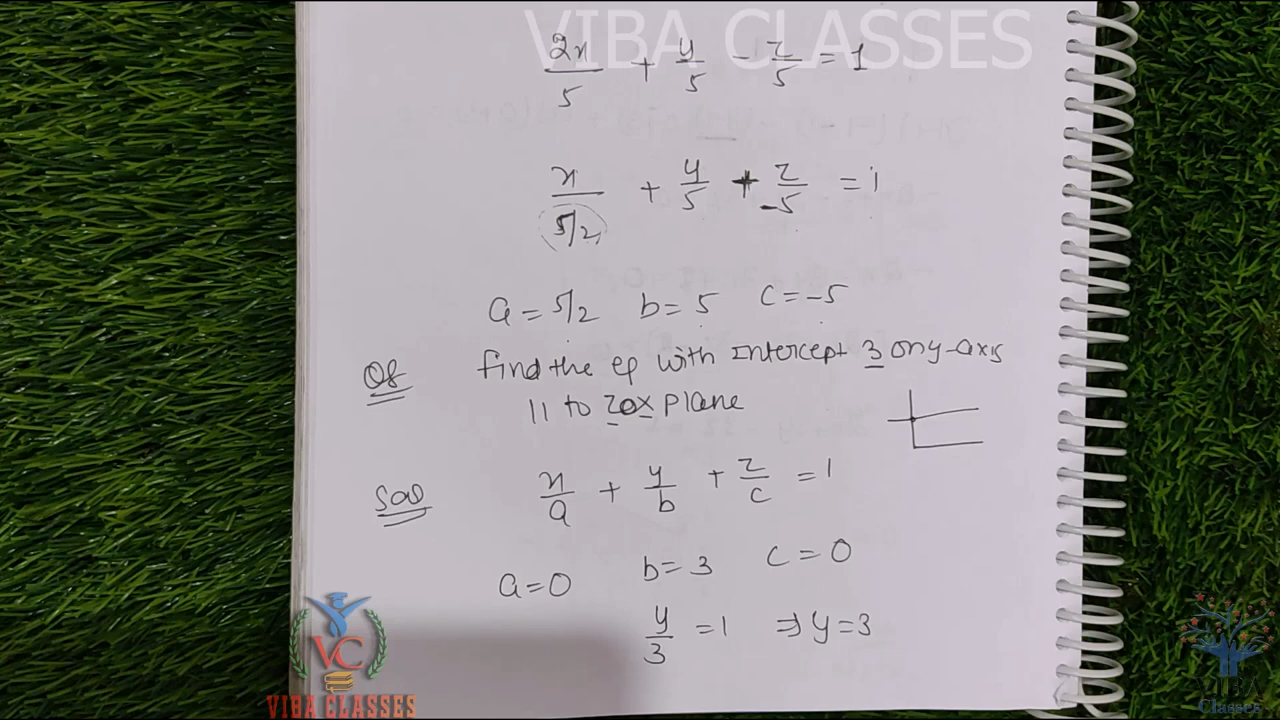 VIBA CLASSES
2x/5 + y/5 - z/5 = 1
x/(5/2) + y/5 + z/-5 = 1
a = 5/2 b = 5 c = -5
Q8 find the eq with Intercept 3 on y-axis
11 to ZOX plane
Sol x/a + y/b + z/c = 1
a = 0 b = 3 c = 0
y/3 = 1 ⇒ y = 3
VC
VIBA CLASSES
VIBA
Classes